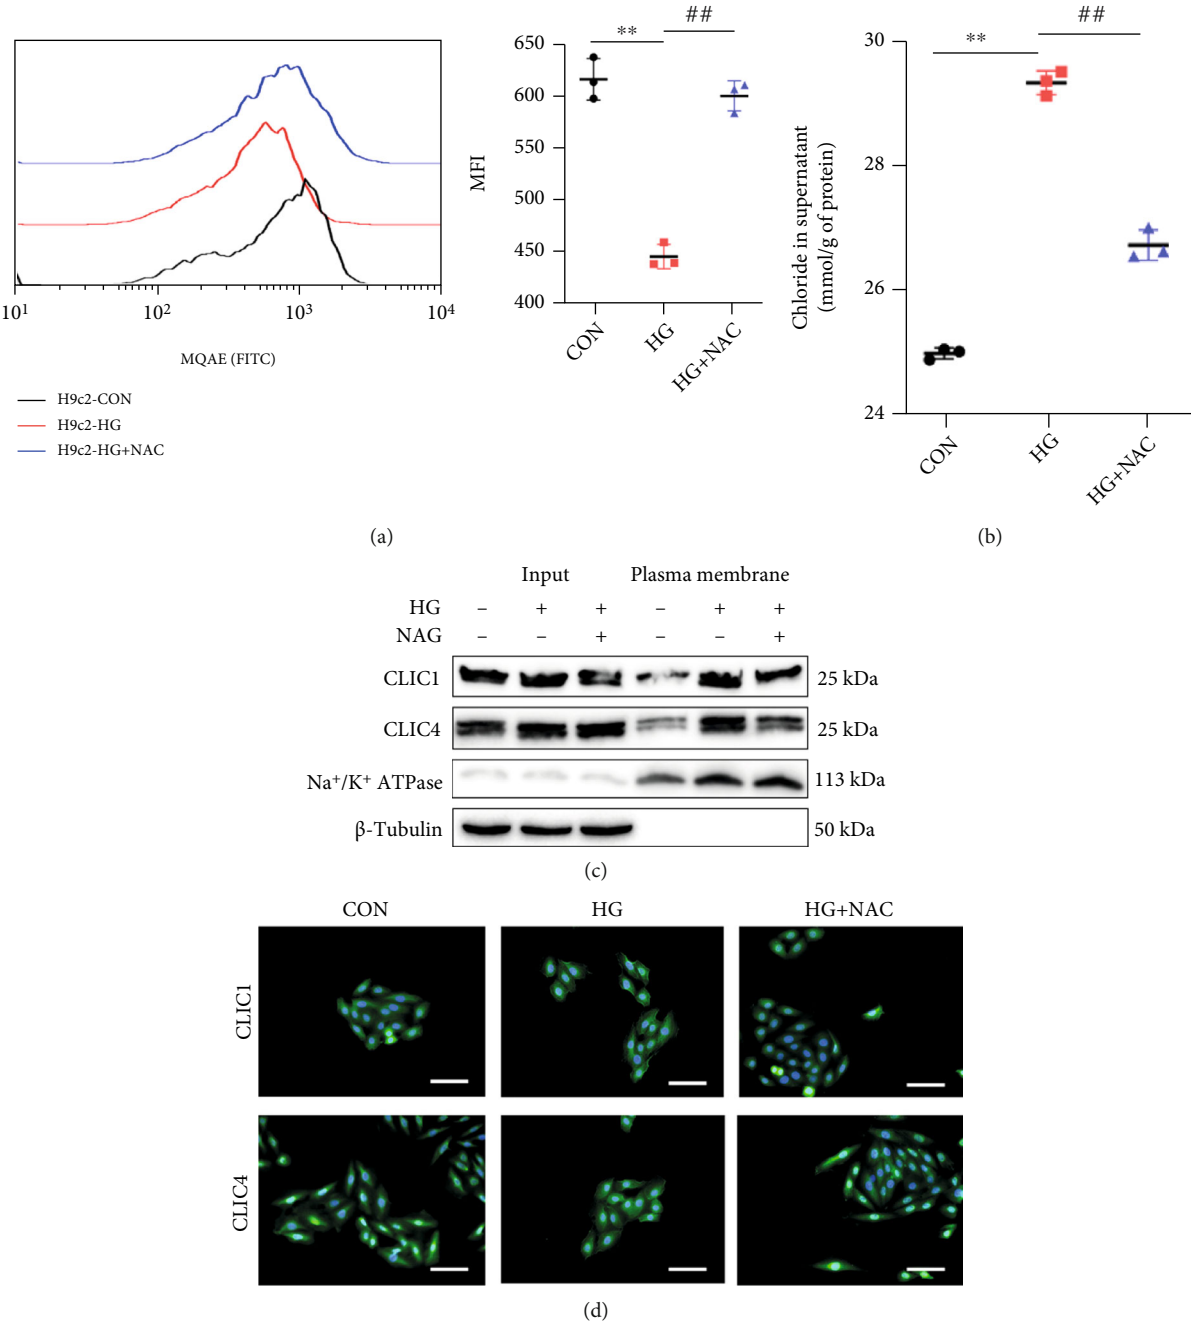 ** ##
650
600
550
500
450
400
MFI
CON
HG
HG+NAC
10¹ 10² 10³ 10⁴
MQAE (FITC)
H9c2-CON
H9c2-HG
H9c2-HG+NAC
(a)
** ##
30
28
26
24
Chloride in supernatant
(mmol/g of protein)
CON
HG
HG+NAC
(b)
Input Plasma membrane
HG – + + – + +
NAG – – + – – +
CLIC1 25 kDa
CLIC4 25 kDa
Na⁺/K⁺ ATPase 113 kDa
β-Tubulin 50 kDa
(c)
CON HG HG+NAC
CLIC1
CLIC4
(d)